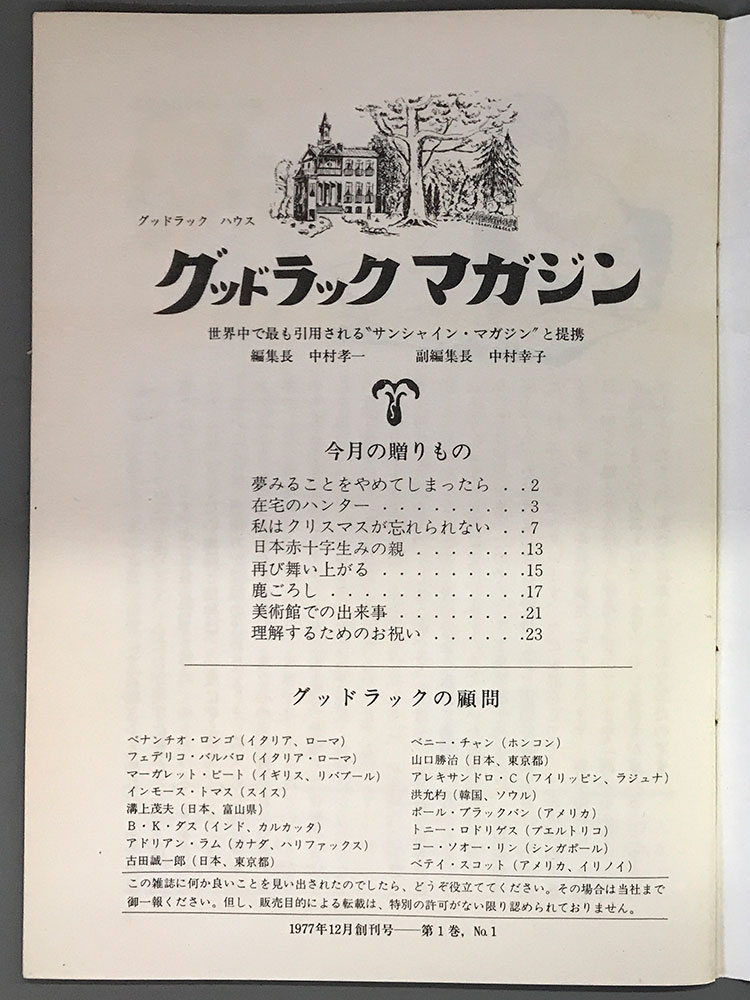 グッドラック ハウス
グッドラック マガジン
世界中で最も引用される〝サンシャイン・マガジン〟と提携
編集長 中村孝一 副編集長 中村幸子
今月の贈りもの
夢みることをやめてしまったら . . 2
在宅のハンター . . . . . . . . . 3
私はクリスマスが忘れられない . . 7
日本赤十字生みの親 . . . . . . .13
再び舞い上がる . . . . . . . . .15
鹿ごろし . . . . . . . . . . . .17
美術館での出来事 . . . . . . . .21
理解するためのお祝い . . . . . .23
グッドラックの顧問
ベナンチオ・ロンゴ(イタリア、ローマ)
フェデリコ・バルバロ(イタリア・ローマ)
マーガレット・ピート(イギリス、リバプール)
インモース・トマス(スイス)
溝上茂夫(日本、富山県)
B・K・ダス(インド、カルカッタ)
アドリアン・ラム(カナダ、ハリファックス)
古田誠一郎(日本、東京都)
ベニー・チャン(ホンコン)
山口勝治(日本、東京都)
アレキサンドロ・C(フイリッピン、ラジュナ)
洪允杓(韓国、ソウル)
ポール・ブラックバン(アメリカ)
トニー・ロドリゲス(プエルトリコ)
コー・ソオー・リン(シンガポール)
ベテイ・スコット(アメリカ、イリノイ)
この雑誌に何か良いことを見い出されたのでしたら、どうぞ役立ててください。その場合は当社まで
御一報ください。但し、販売目的による転載は、特別の許可がない限り認められておりません。
1977年12月創刊号——第1巻, No.1